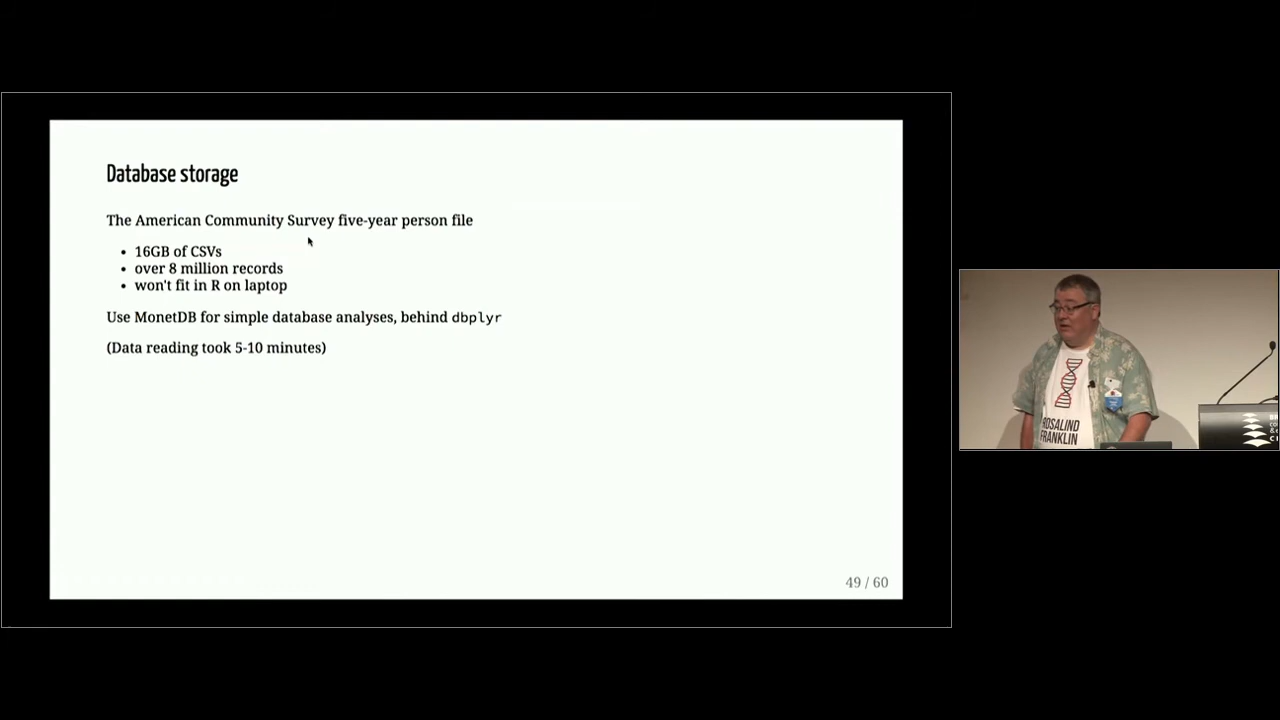 Database storage
The American Community Survey five-year person file
• 16GB of CSVs
• over 8 million records
• won't fit in R on laptop
Use MonetDB for simple database analyses, behind dbplyr
(Data reading took 5-10 minutes)
49 / 60
ROSALIND
FRANKLIN